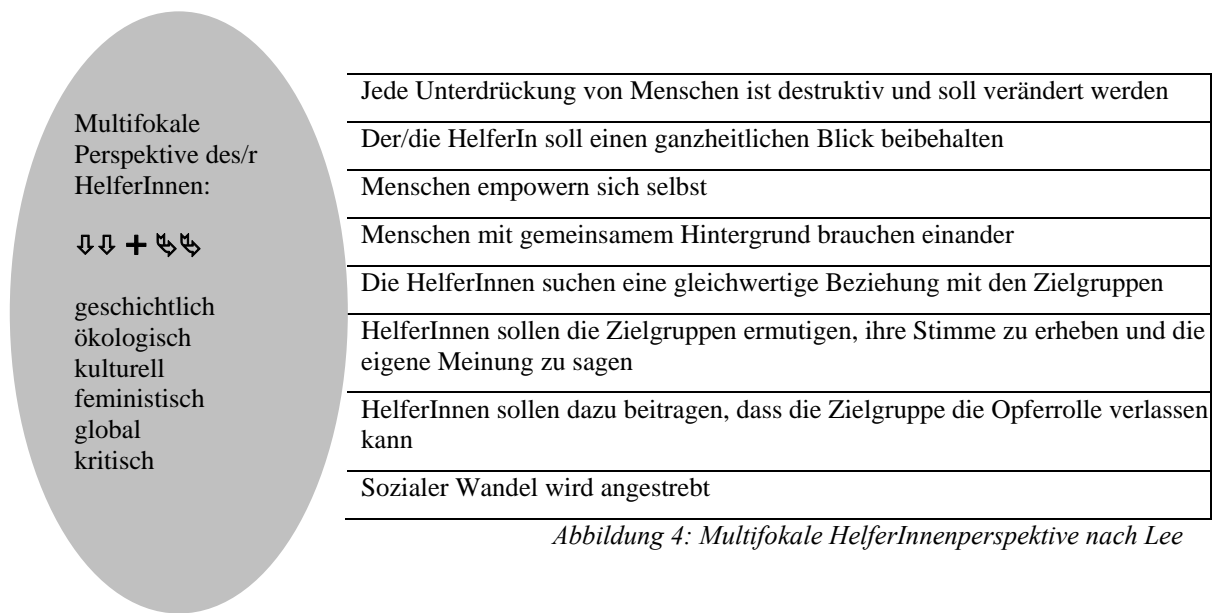 Multifokale
Perspektive des/r
HelferInnen:
⇩⇩ + ⮱⮱
geschichtlich
ökologisch
kulturell
feministisch
global
kritisch
Jede Unterdrückung von Menschen ist destruktiv und soll verändert werden
Der/die HelferIn soll einen ganzheitlichen Blick beibehalten
Menschen empowern sich selbst
Menschen mit gemeinsamem Hintergrund brauchen einander
Die HelferInnen suchen eine gleichwertige Beziehung mit den Zielgruppen
HelferInnen sollen die Zielgruppen ermutigen, ihre Stimme zu erheben und die
eigene Meinung zu sagen
HelferInnen sollen dazu beitragen, dass die Zielgruppe die Opferrolle verlassen
kann
Sozialer Wandel wird angestrebt
Abbildung 4: Multifokale HelferInnenperspektive nach Lee